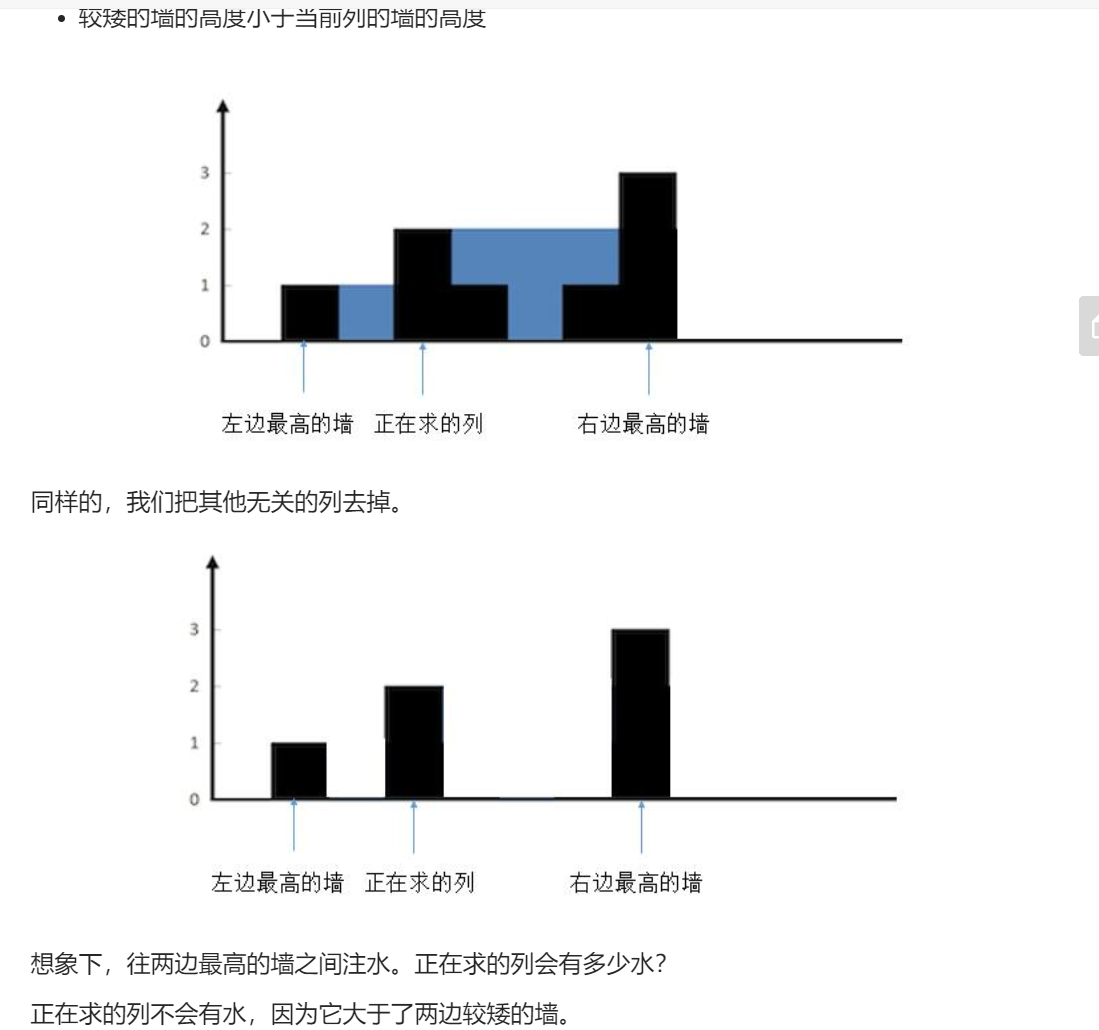 较矮的墙的高度小于当前列的墙的高度
3
2
1
0
左边最高的墙 正在求的列 右边最高的墙
同样的，我们把其他无关的列去掉。
3
2
1
0
左边最高的墙 正在求的列 右边最高的墙
想象下，往两边最高的墙之间注水。正在求的列会有多少水？
正在求的列不会有水，因为它大于了两边较矮的墙。